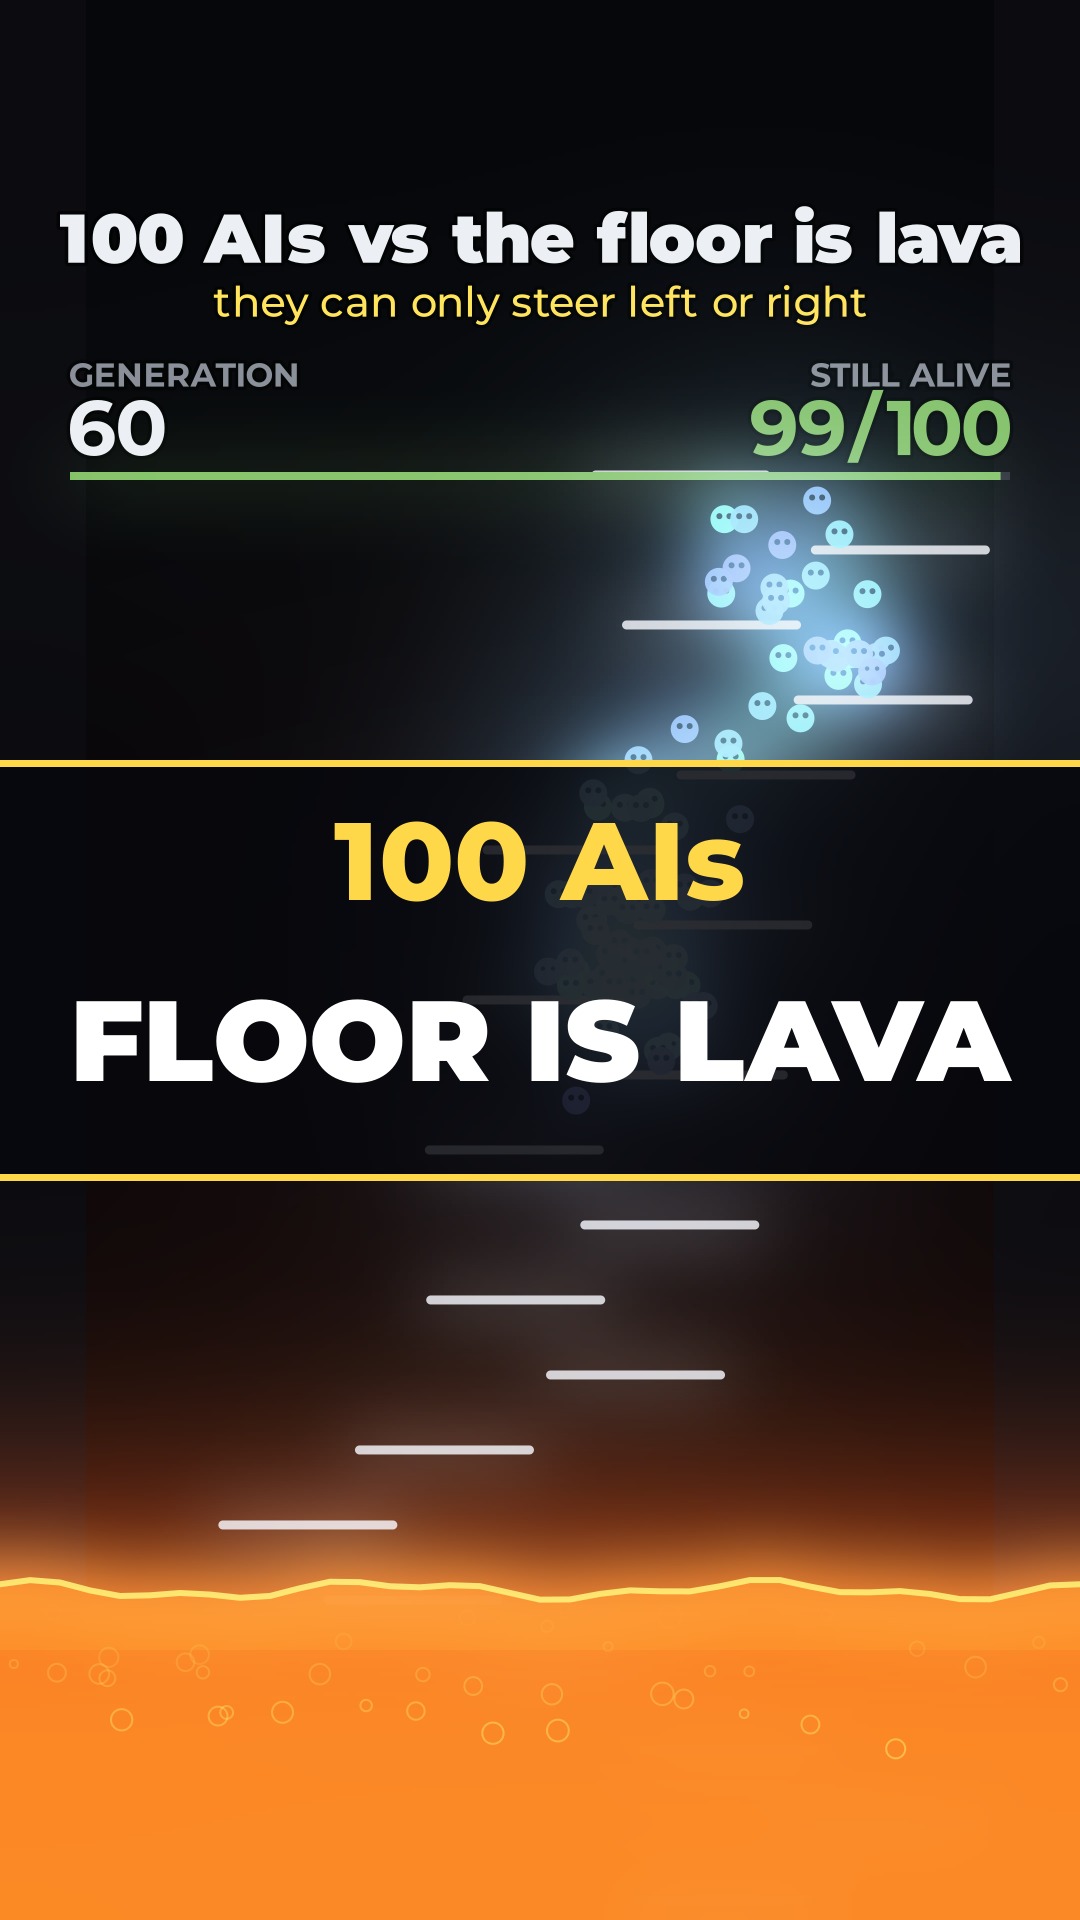 100 AIs vs the floor is lava
they can only steer left or right
GENERATION
60
STILL ALIVE
99/100
100 AIs
FLOOR IS LAVA